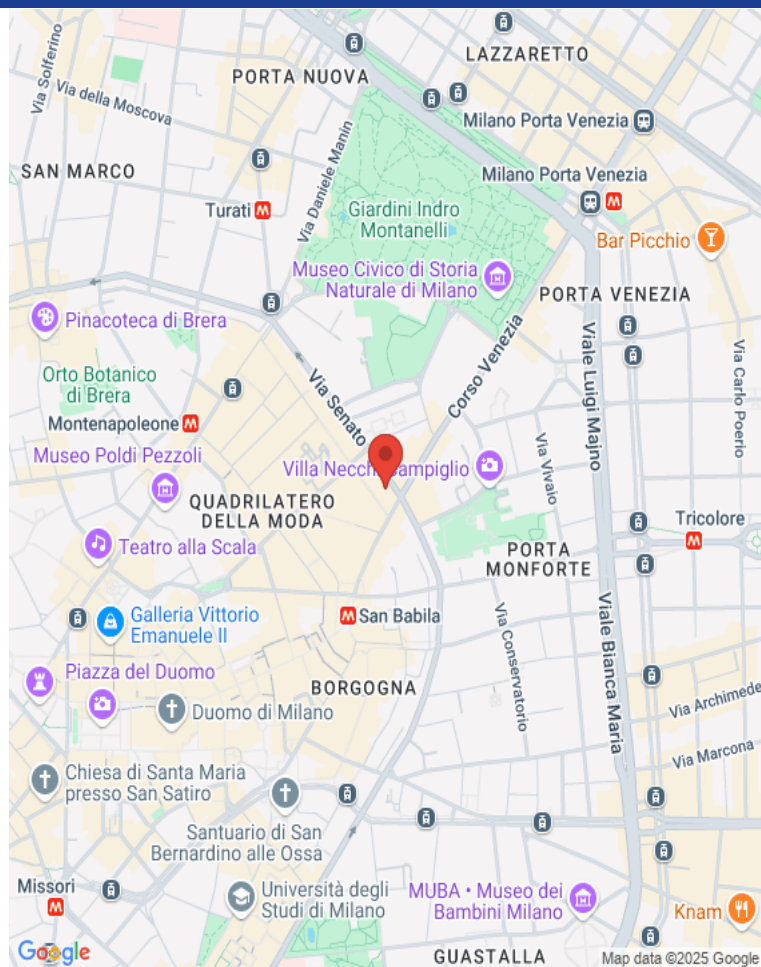 LAZZARETTO
Via Solferino
PORTA NUOVA
Via della Moscova
Milano Porta Venezia
SAN MARCO
Via Daniele Manin
Milano Porta Venezia
M
Turati M
Giardini Indro
Montanelli
Bar Picchio
Museo Civico di Storia
Naturale di Milano
PORTA VENEZIA
Pinacoteca di Brera
Corso Venezia
Viale Luigi Majno
Via Carlo Poerio
Orto Botanico
di Brera
Via Senato
Montenapoleone M
Museo Poldi Pezzoli
Villa Necchi Campiglio
Via Vivaio
QUADRILATERO
DELLA MODA
Tricolore
M
Teatro alla Scala
PORTA
MONFORTE
Galleria Vittorio
Emanuele II
M San Babila
Via Conservatorio
Viale Bianca Maria
Piazza del Duomo
BORGOGNA
Via Archimede
Duomo di Milano
Via Marcona
Chiesa di Santa Maria
presso San Satiro
Santuario di San
Bernardino alle Ossa
Missori
M
Università degli
Studi di Milano
MUBA • Museo dei
Bambini Milano
Knam
Google
GUASTALLA
Map data ©2025 Google